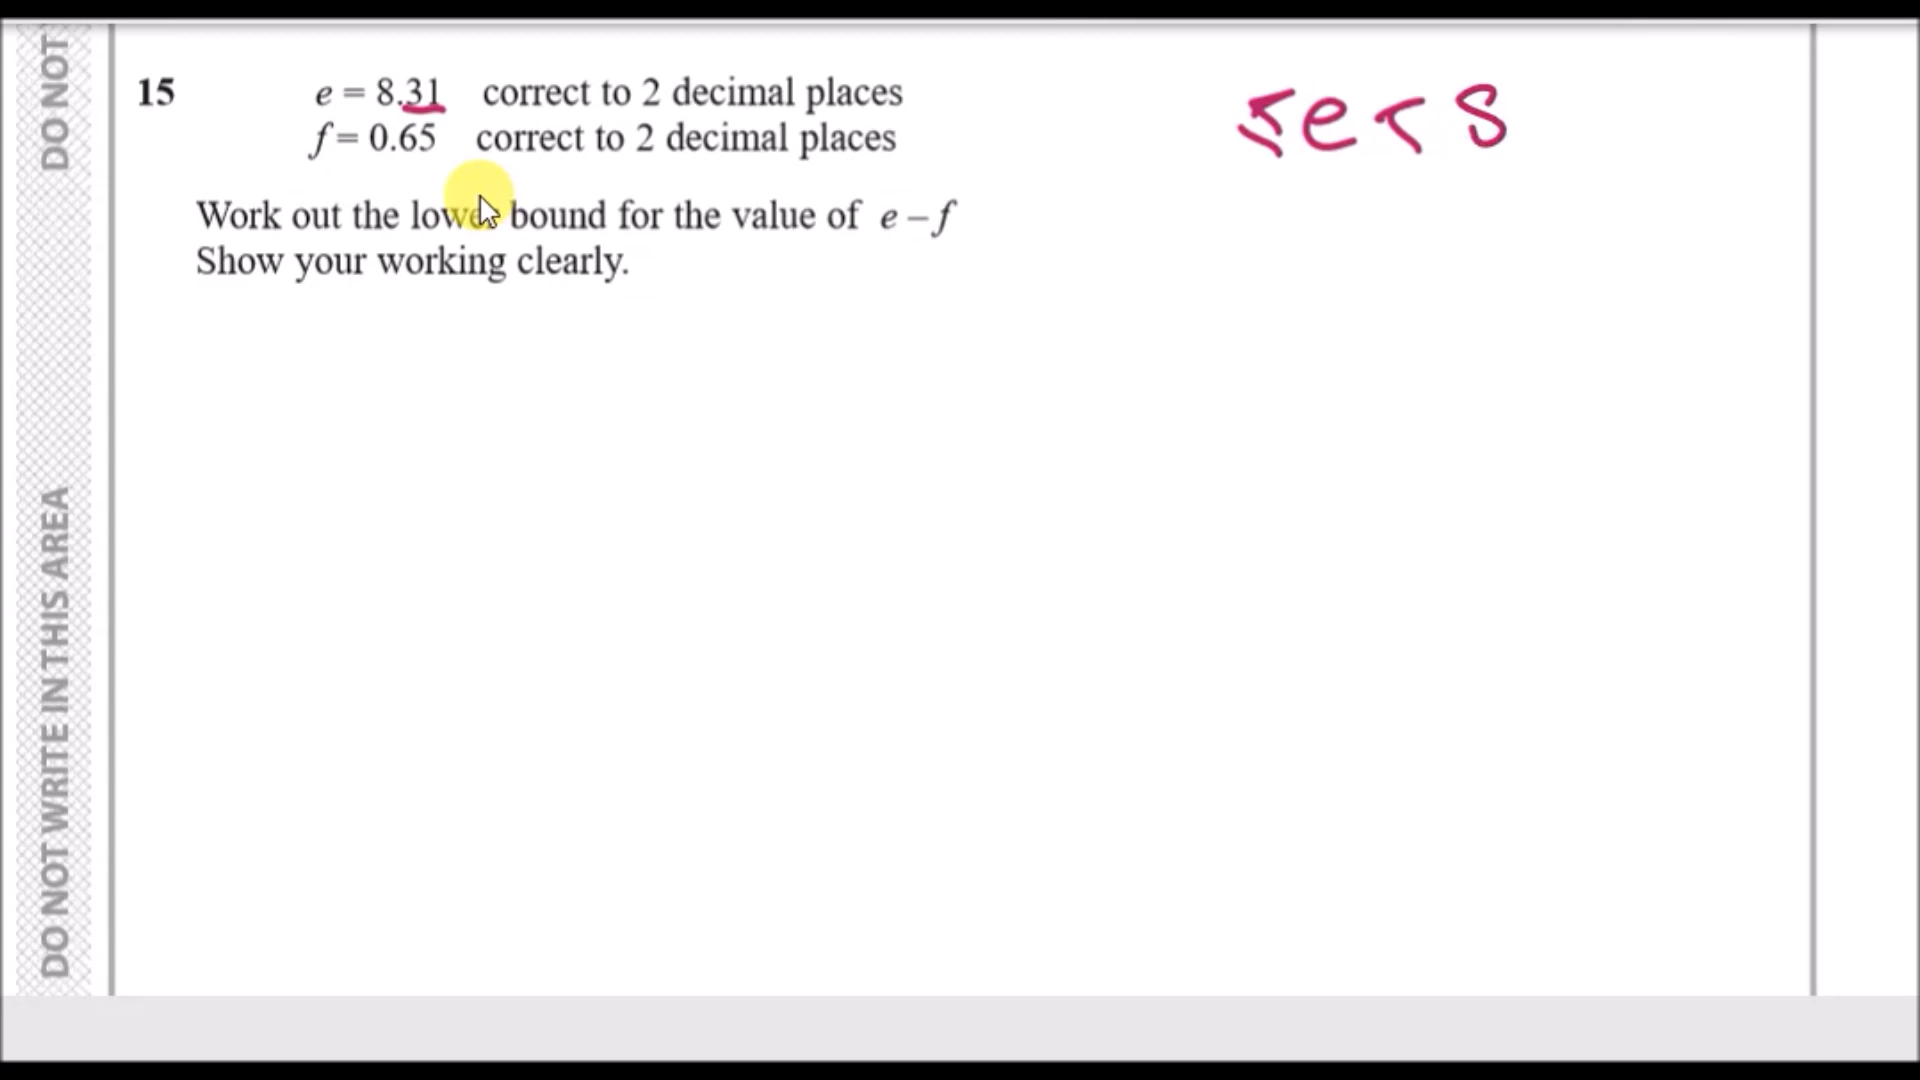 DO NOT
15 e = 8.31 correct to 2 decimal places
f = 0.65 correct to 2 decimal places
≤ e < 8
Work out the lower bound for the value of e – f
Show your working clearly.
DO NOT WRITE IN THIS AREA